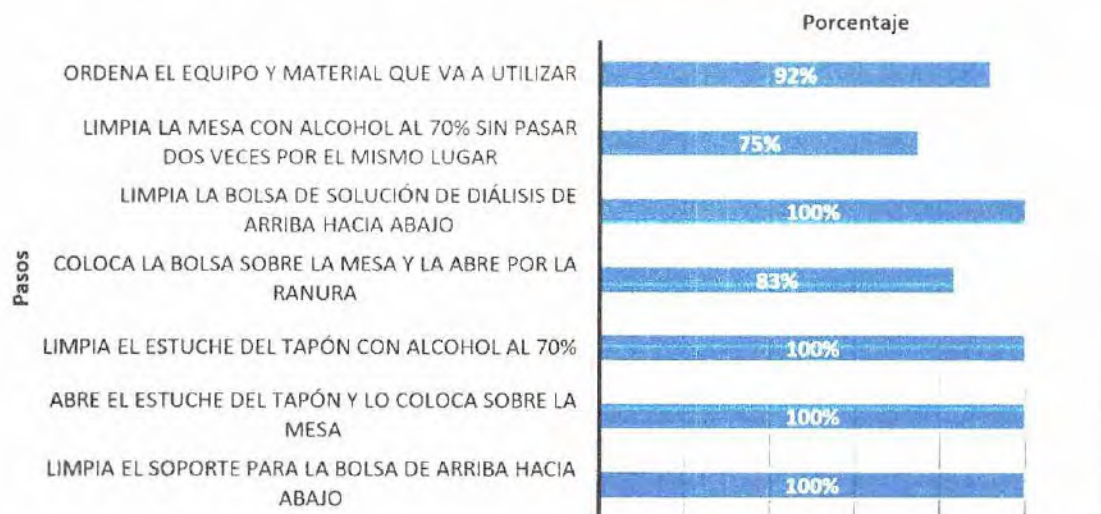 Porcentaje
ORDENA EL EQUIPO Y MATERIAL QUE VA A UTILIZAR
92%
LIMPIA LA MESA CON ALCOHOL AL 70% SIN PASAR
DOS VECES POR EL MISMO LUGAR
75%
LIMPIA LA BOLSA DE SOLUCIÓN DE DIÁLISIS DE
ARRIBA HACIA ABAJO
100%
Pasos
COLOCA LA BOLSA SOBRE LA MESA Y LA ABRE POR LA
RANURA
83%
LIMPIA EL ESTUCHE DEL TAPÓN CON ALCOHOL AL 70%
100%
ABRE EL ESTUCHE DEL TAPÓN Y LO COLOCA SOBRE LA
MESA
100%
LIMPIA EL SOPORTE PARA LA BOLSA DE ARRIBA HACIA
ABAJO
100%